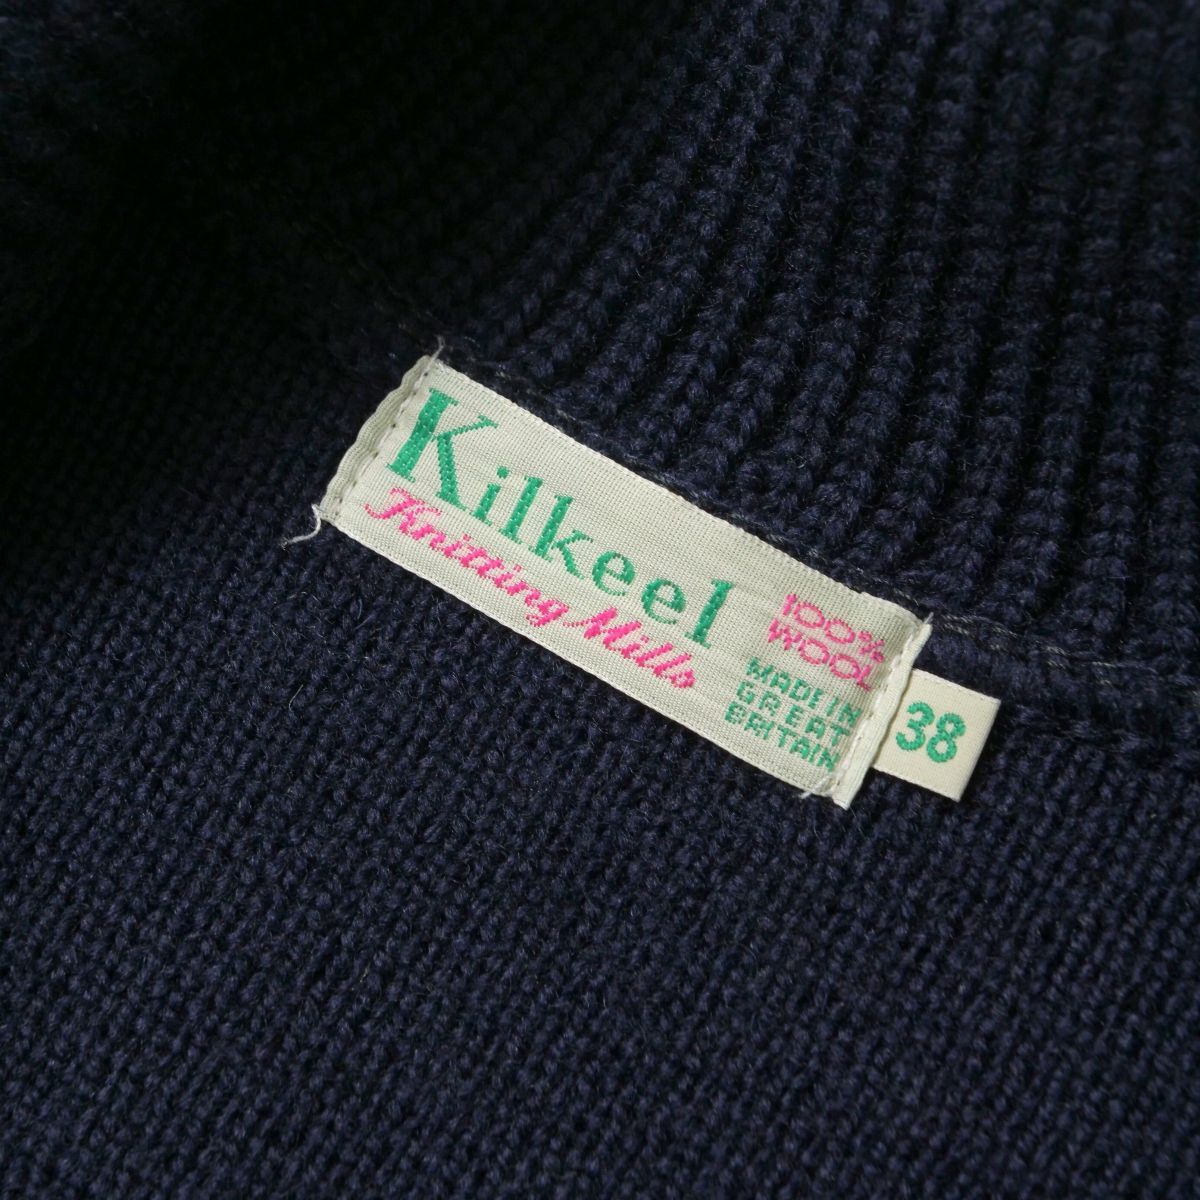 Kilkeel
Knitting Mills
100%
WOOL
MADE IN
GREAT
BRITAIN
38